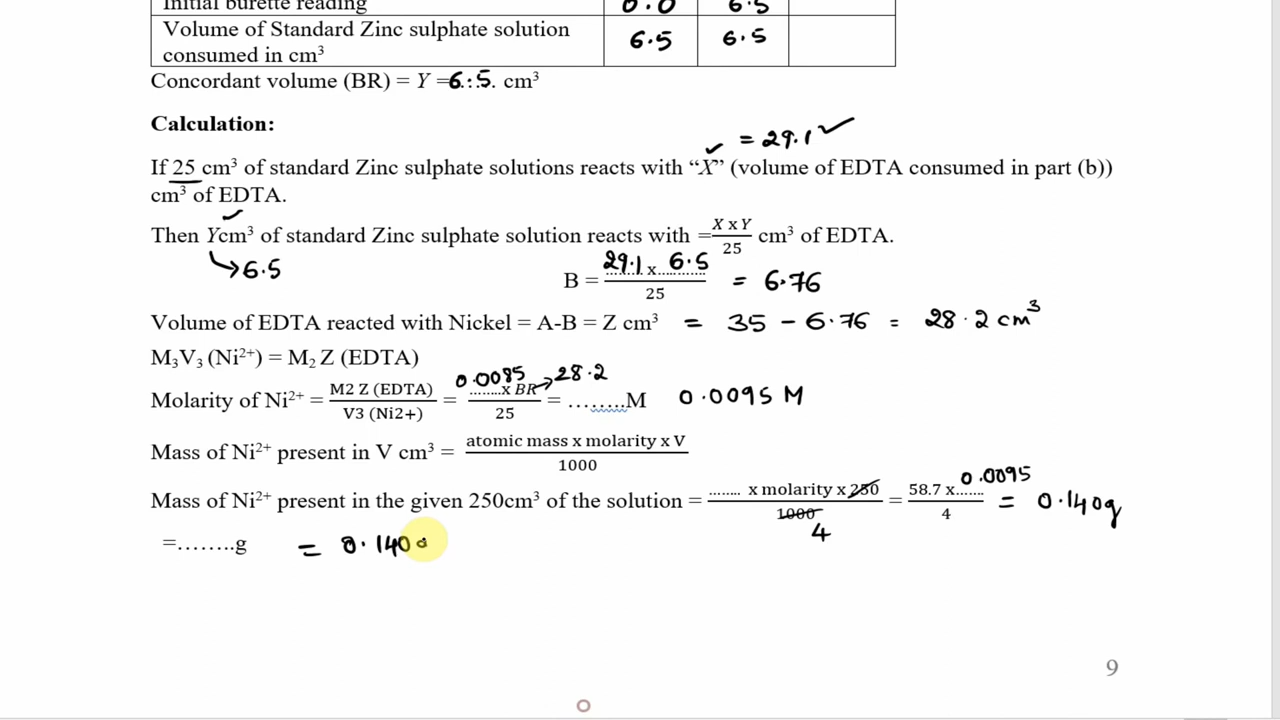 Initial burette reading 0.0 6.5
Volume of Standard Zinc sulphate solution
consumed in cm³ 6.5 6.5
Concordant volume (BR) = Y =6.:.5. cm³
Calculation:
= 29.1 ✓
If 25 cm³ of standard Zinc sulphate solutions reacts with “X” (volume of EDTA consumed in part (b))
cm³ of EDTA.
Then Ycm³ of standard Zinc sulphate solution reacts with = X x Y / 25 cm³ of EDTA.
→6.5
B = 29.1 x 6.5 / 25 = 6.76
Volume of EDTA reacted with Nickel = A-B = Z cm³ = 35 - 6.76 = 28.2 cm³
M₃V₃ (Ni²⁺) = M₂ Z (EDTA)
0.0085 →28.2
Molarity of Ni²⁺ = M2 Z (EDTA) / V3 (Ni2+) = ........x BR / 25 = ........M 0.0095 M
Mass of Ni²⁺ present in V cm³ = atomic mass x molarity x V / 1000
0.0095
Mass of Ni²⁺ present in the given 250cm³ of the solution = ........ x molarity x 250 / 1000 4 = 58.7 x....... / 4 = 0.140g
=........g = 0.140
9